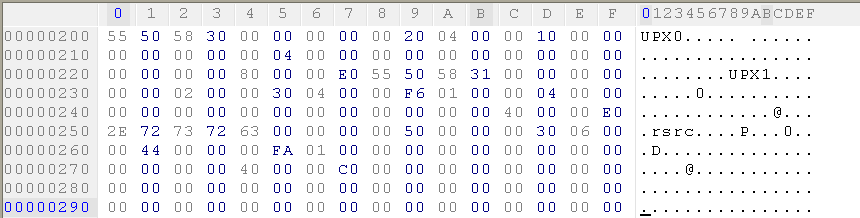 0 1 2 3 4 5 6 7 8 9 A B C D E F 0123456789ABCDEF
00000200 55 50 58 30 00 00 00 00 00 20 04 00 00 10 00 00 UPX0..... ......
00000210 00 00 00 00 00 04 00 00 00 00 00 00 00 00 00 00 ................
00000220 00 00 00 00 80 00 00 E0 55 50 58 31 00 00 00 00 ........UPX1....
00000230 00 00 02 00 00 30 04 00 00 F6 01 00 00 04 00 00 .....0..........
00000240 00 00 00 00 00 00 00 00 00 00 00 00 40 00 00 E0 ............@...
00000250 2E 72 73 72 63 00 00 00 00 50 00 00 00 30 06 00 .rsrc....P...0..
00000260 00 44 00 00 00 FA 01 00 00 00 00 00 00 00 00 00 .D..............
00000270 00 00 00 00 40 00 00 C0 00 00 00 00 00 00 00 00 ....@...........
00000280 00 00 00 00 00 00 00 00 00 00 00 00 00 00 00 00 ................
00000290 00 00 00 00 00 00 00 00 00 00 00 00 00 00 00 00 ................